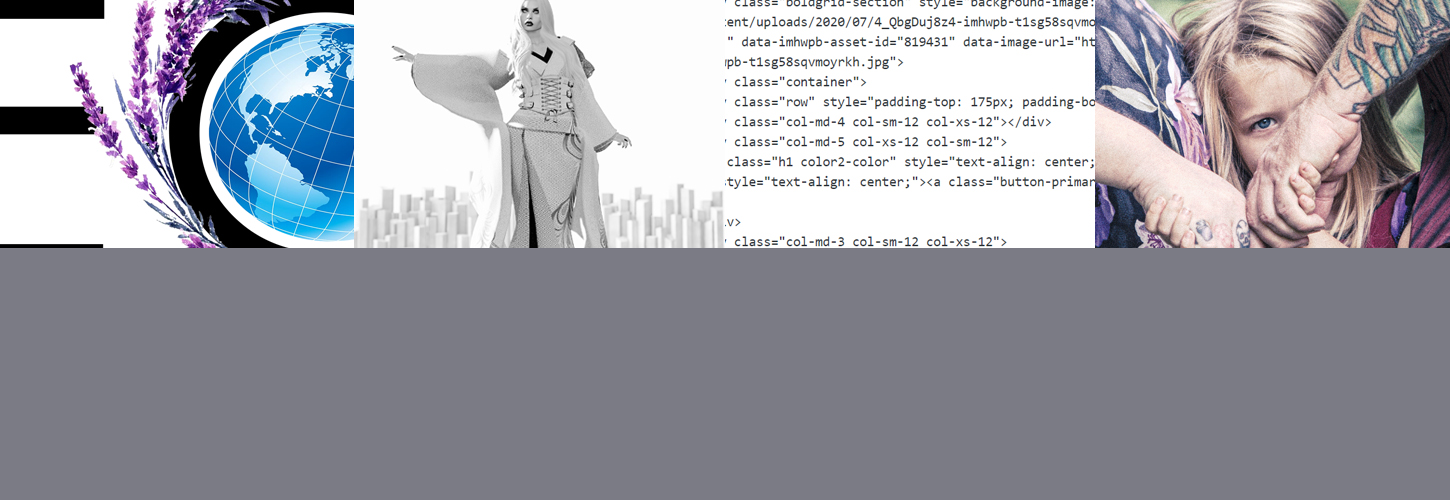 class="boldgrid-section" style="background-image:
ent/uploads/2020/07/4_QbgDuj8z4-imhwpb-t1sg58sqvmo
" data-imhwpb-asset-id="819431" data-image-url="ht
pb-t1sg58sqvmoyrkh.jpg">
class="container">
class="row" style="padding-top: 175px; padding-bo
class="col-md-4 col-sm-12 col-xs-12"></div>
class="col-md-5 col-xs-12 col-sm-12">
class="h1 color2-color" style="text-align: center;
style="text-align: center;"><a class="button-primar
iv>
class="col-md-3 col-sm-12 col-xs-12">